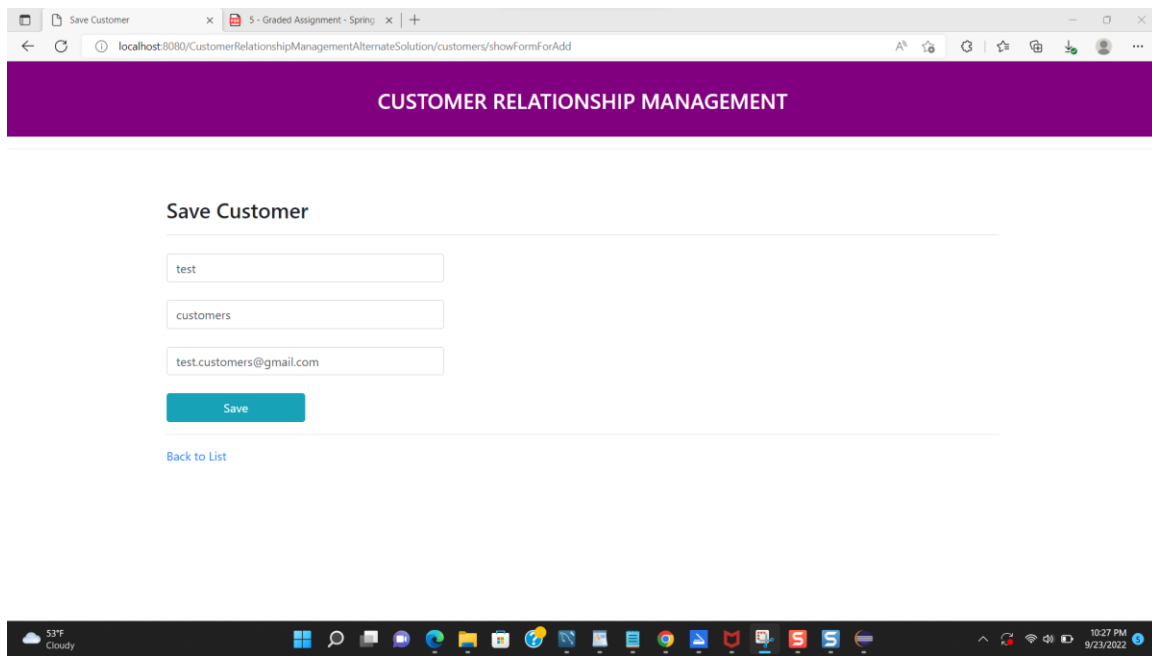 Save Customer
5 - Graded Assignment - Spring
localhost:8080/CustomerRelationshipManagementAlternateSolution/customers/showFormForAdd
CUSTOMER RELATIONSHIP MANAGEMENT
Save Customer
test
customers
test.customers@gmail.com
Save
Back to List
53°F
Cloudy
10:27 PM
9/23/2022
5